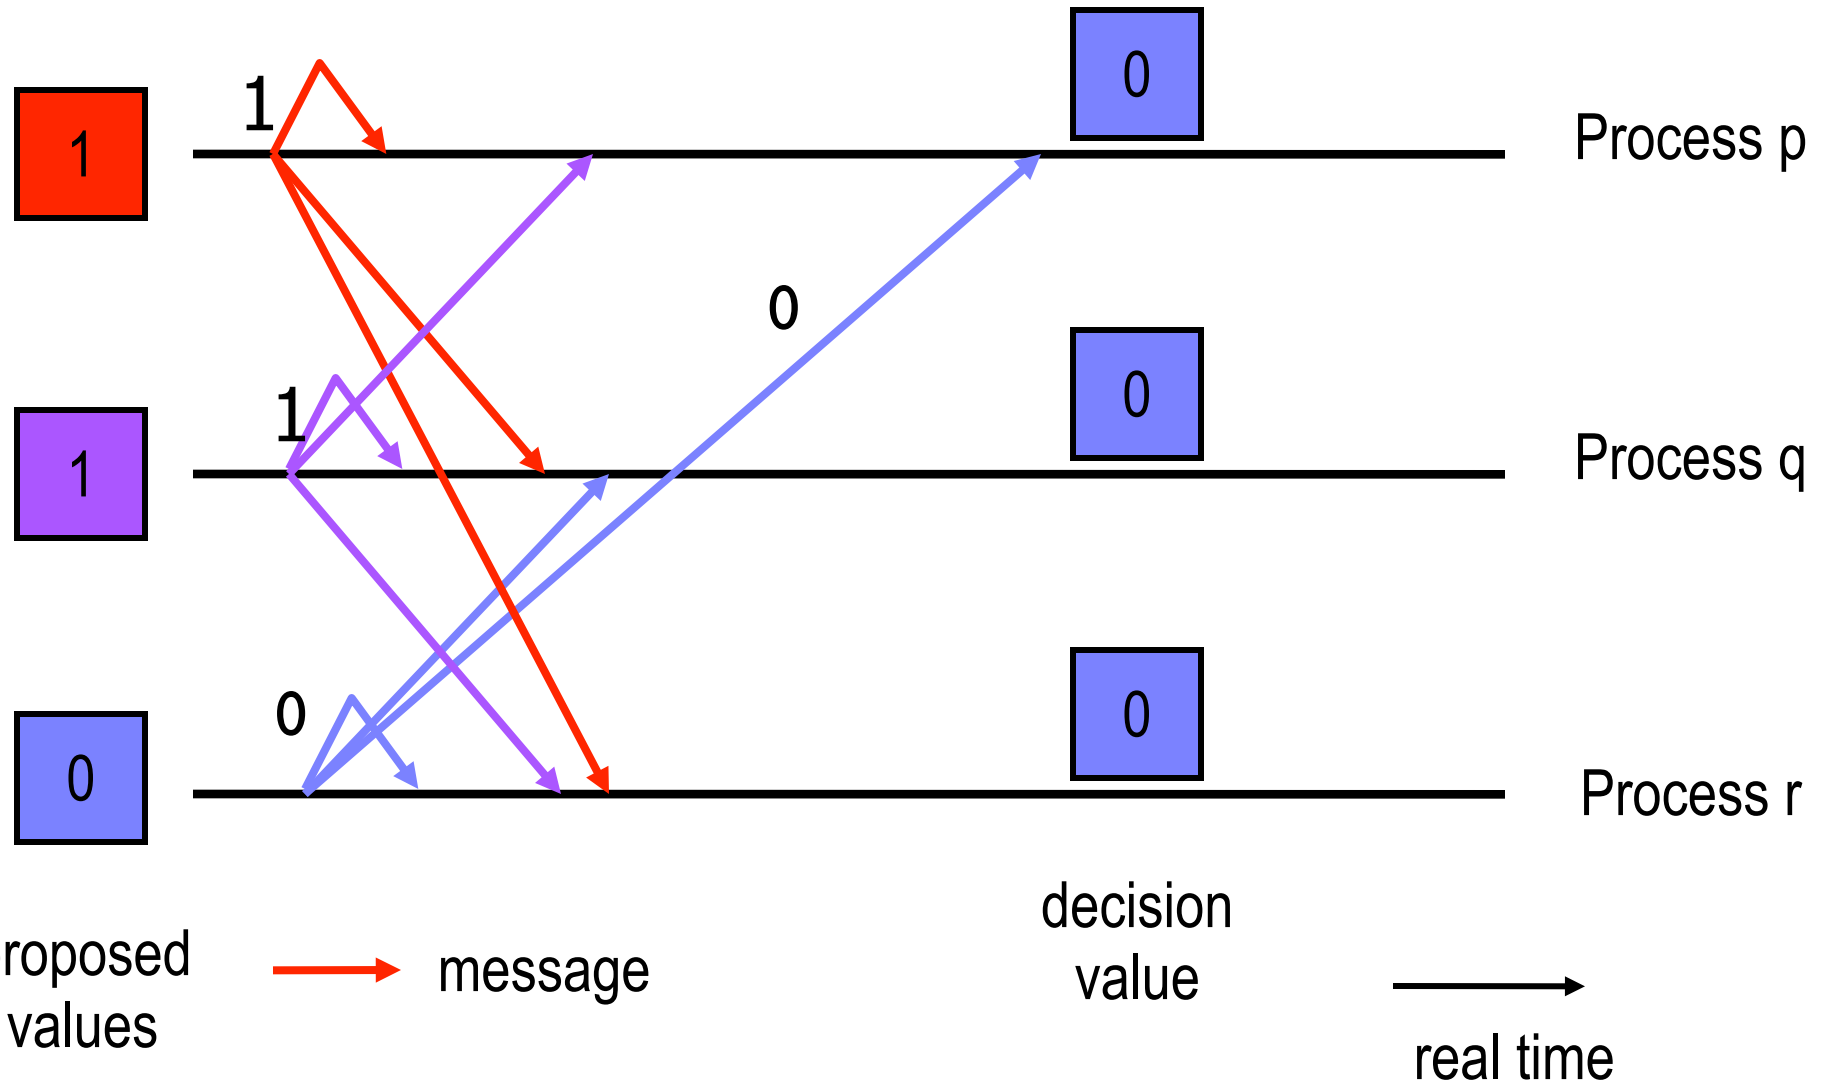 0
1
1
Process p
0
1
1
0
Process q
0
0
0
Process r
roposed
values
message
decision
value
real time